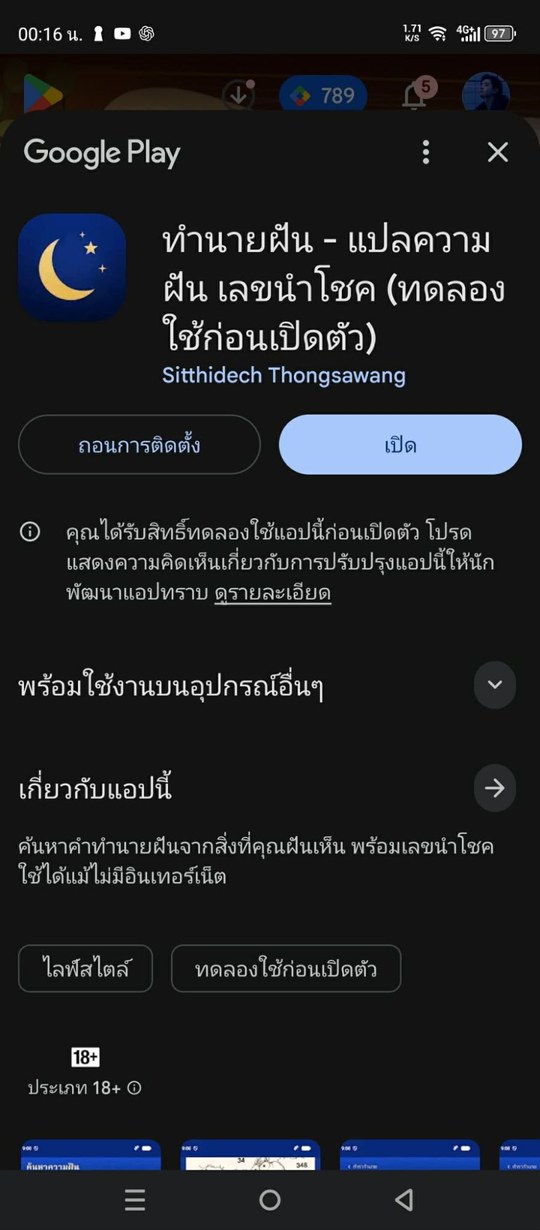 00:16 น.
1.71 K/S 4G+ 97
789 5
Google Play
ทำนายฝัน - แปลความ
ฝัน เลขนำโชค (ทดลอง
ใช้ก่อนเปิดตัว)
Sitthidech Thongsawang
ถอนการติดตั้ง เปิด
คุณได้รับสิทธิ์ทดลองใช้แอปนี้ก่อนเปิดตัว โปรด
แสดงความคิดเห็นเกี่ยวกับการปรับปรุงแอปนี้ให้นัก
พัฒนาแอปทราบ ดูรายละเอียด
พร้อมใช้งานบนอุปกรณ์อื่นๆ
เกี่ยวกับแอปนี้
ค้นหาคำทำนายฝันจากสิ่งที่คุณฝันเห็น พร้อมเลขนำโชค
ใช้ได้แม้ไม่มีอินเทอร์เน็ต
ไลฟ์สไตล์ ทดลองใช้ก่อนเปิดตัว
18+
ประเภท 18+
ค้นหาความฝัน